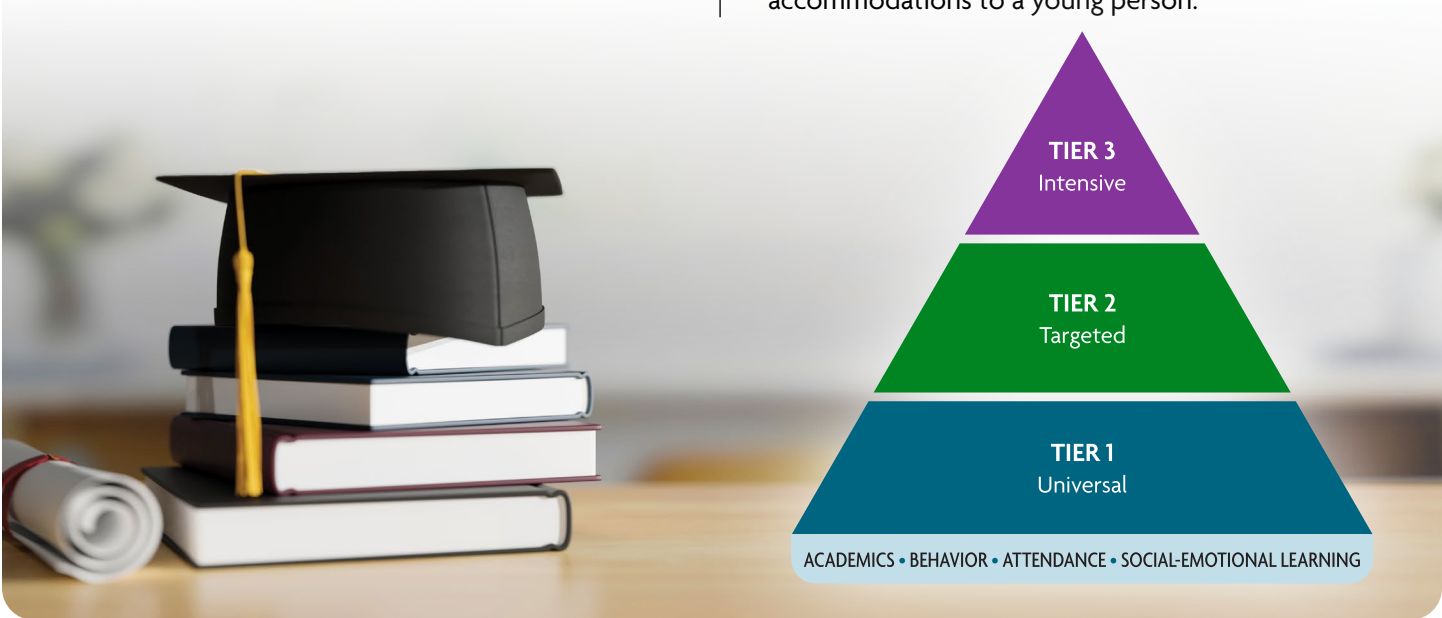 accommodations to a young person.
TIER 3
Intensive
TIER 2
Targeted
TIER 1
Universal
ACADEMICS • BEHAVIOR • ATTENDANCE • SOCIAL-EMOTIONAL LEARNING